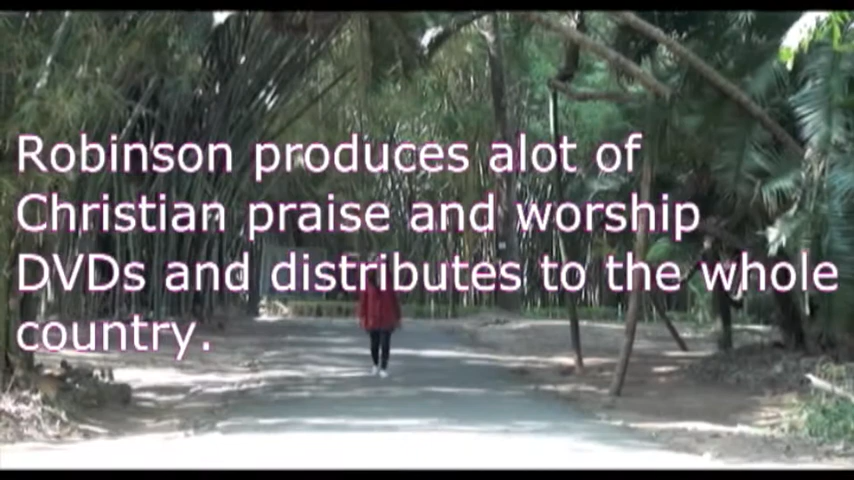 Robinson produces alot of
Christian praise and worship
DVDs and distributes to the whole
country.